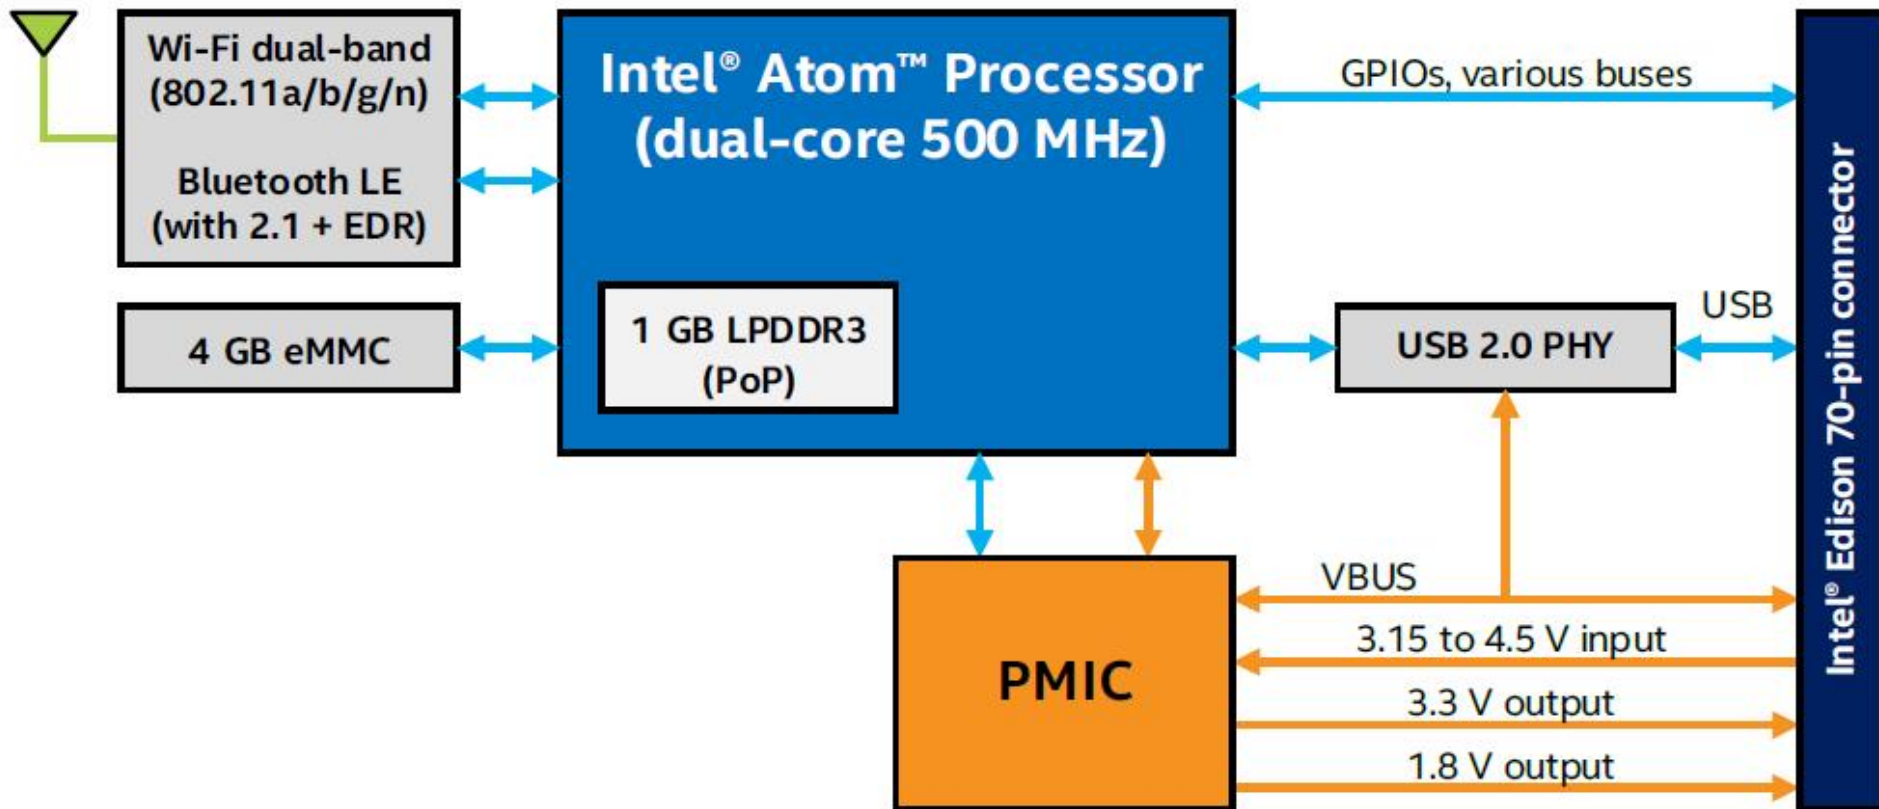 Wi-Fi dual-band
(802.11a/b/g/n)
Bluetooth LE
(with 2.1 + EDR)
4 GB eMMC
Intel® Atom™ Processor
(dual-core 500 MHz)
1 GB LPDDR3
(PoP)
GPIOs, various buses
USB 2.0 PHY
USB
PMIC
VBUS
3.15 to 4.5 V input
3.3 V output
1.8 V output
Intel® Edison 70-pin connector